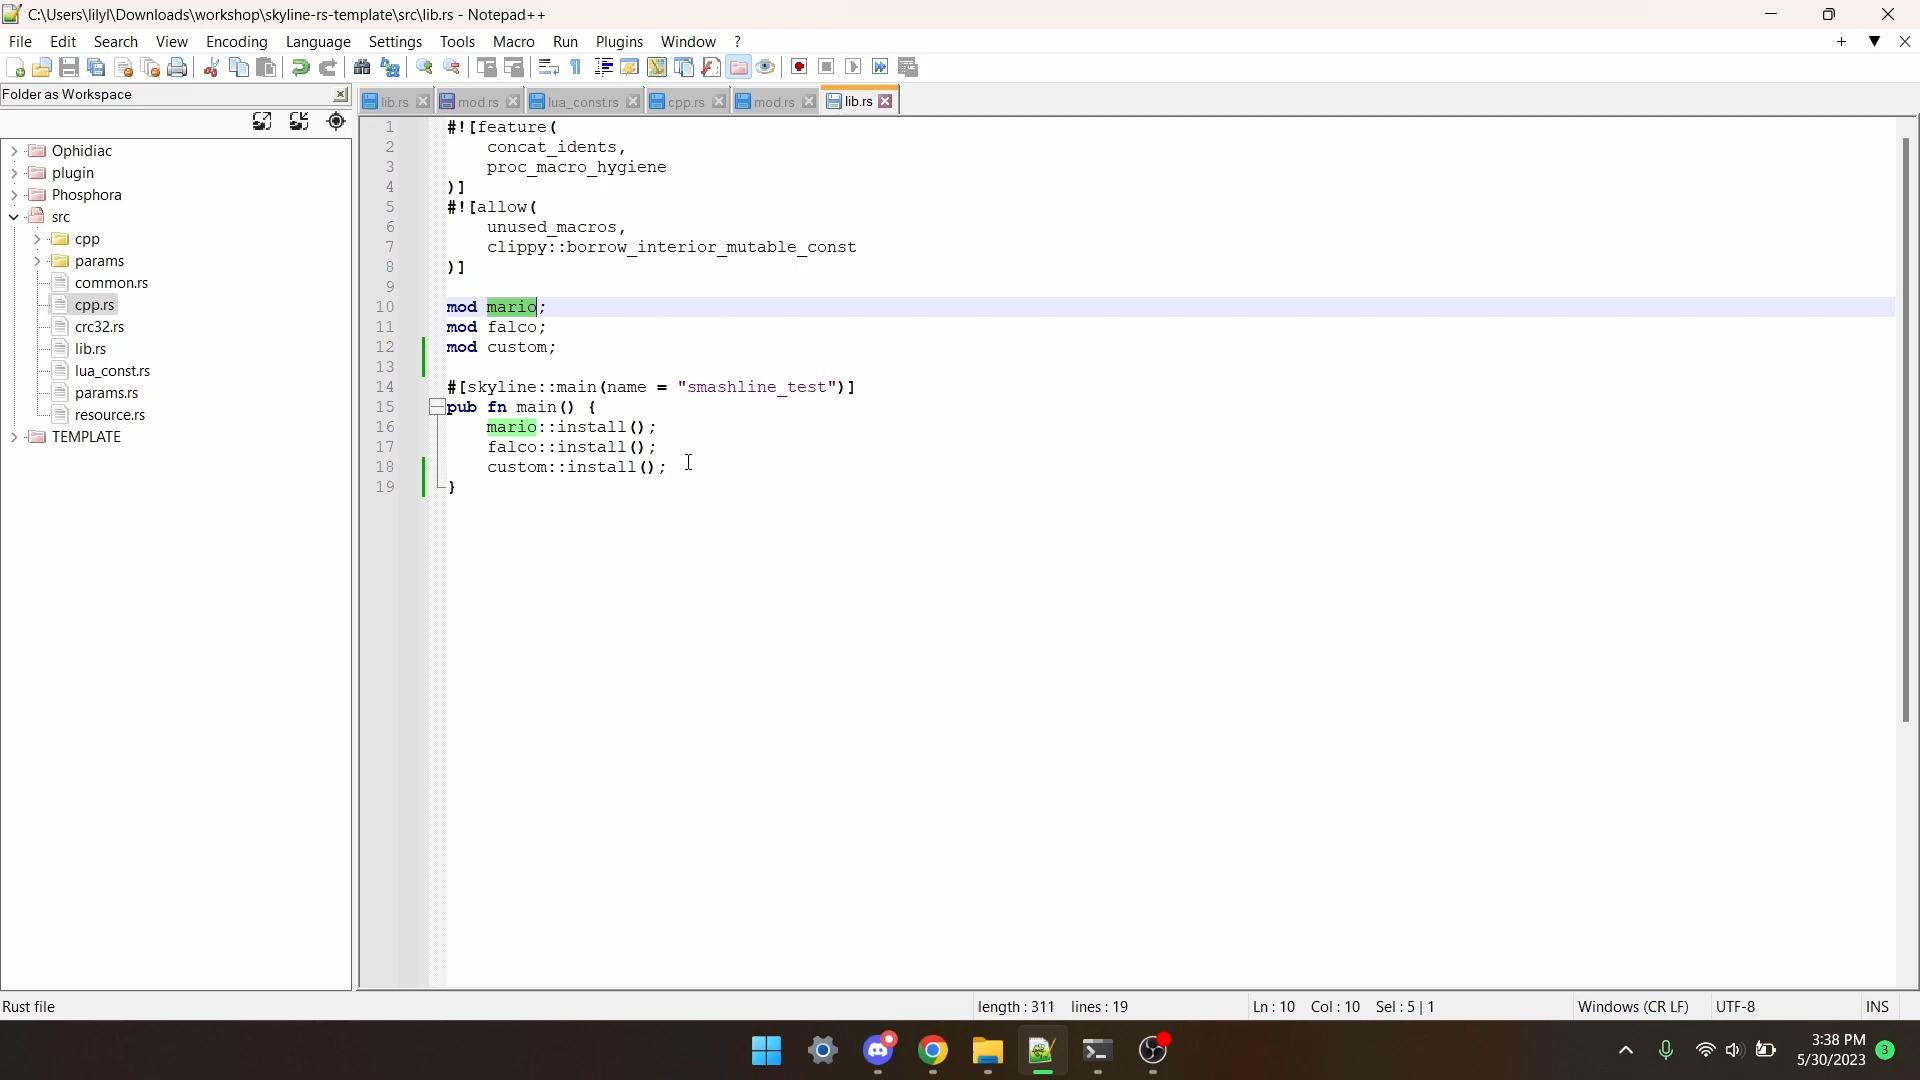 C:\Users\lilyl\Downloads\workshop\skyline-rs-template\src\lib.rs - Notepad++
File Edit Search View Encoding Language Settings Tools Macro Run Plugins Window ?
Folder as Workspace
lib.rs mod.rs lua_const.rs cpp.rs mod.rs lib.rs
Ophidiac
plugin
Phosphora
src
cpp
params
common.rs
cpp.rs
crc32.rs
lib.rs
lua_const.rs
params.rs
resource.rs
TEMPLATE
1 #![feature(
2 concat_idents,
3 proc_macro_hygiene
4 )]
5 #![allow(
6 unused_macros,
7 clippy::borrow_interior_mutable_const
8 )]
9
10 mod mario;
11 mod falco;
12 mod custom;
13
14 #[skyline::main(name = "smashline_test")]
15 pub fn main() {
16 mario::install();
17 falco::install();
18 custom::install();
19 }
Rust file length : 311 lines : 19 Ln : 10 Col : 10 Sel : 5 | 1 Windows (CR LF) UTF-8 INS
3:38 PM
5/30/2023
3